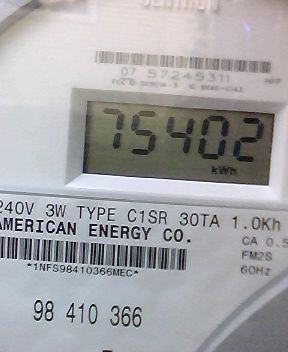 07 57245311
75402
kWh
240V 3W TYPE C1SR 30TA 1.0Kh
AMERICAN ENERGY CO.
CA 0.5
*1NFS98410366MEC*
FM2S
60Hz
98 410 366